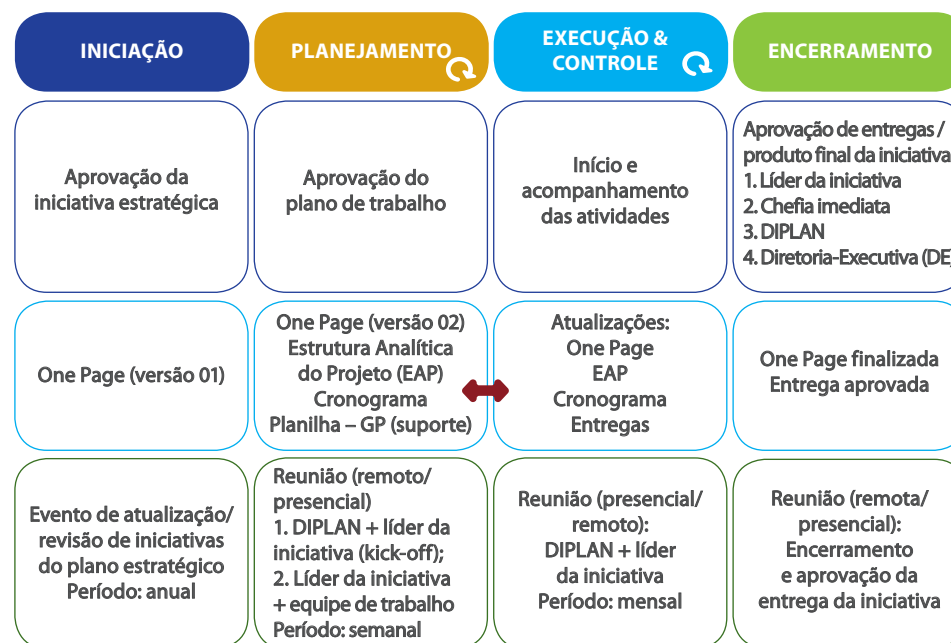 INICIAÇÃO
PLANEJAMENTO
EXECUÇÃO &
CONTROLE
ENCERRAMENTO
Aprovação da
iniciativa estratégica
Aprovação do
plano de trabalho
Início e
acompanhamento
das atividades
Aprovação de entregas /
produto final da iniciativa
1. Líder da iniciativa
2. Chefia imediata
3. DIPLAN
4. Diretoria-Executiva (DE)
One Page (versão 01)
One Page (versão 02)
Estrutura Analítica
do Projeto (EAP)
Cronograma
Planilha – GP (suporte)
Atualizações:
One Page
EAP
Cronograma
Entregas
One Page finalizada
Entrega aprovada
Evento de atualização/
revisão de iniciativas
do plano estratégico
Período: anual
Reunião (remoto/
presencial)
1. DIPLAN + líder da
iniciativa (kick-off);
2. Líder da iniciativa
+ equipe de trabalho
Período: semanal
Reunião (presencial/
remoto):
DIPLAN + líder
da iniciativa
Período: mensal
Reunião (remota/
presencial):
Encerramento
e aprovação da
entrega da iniciativa